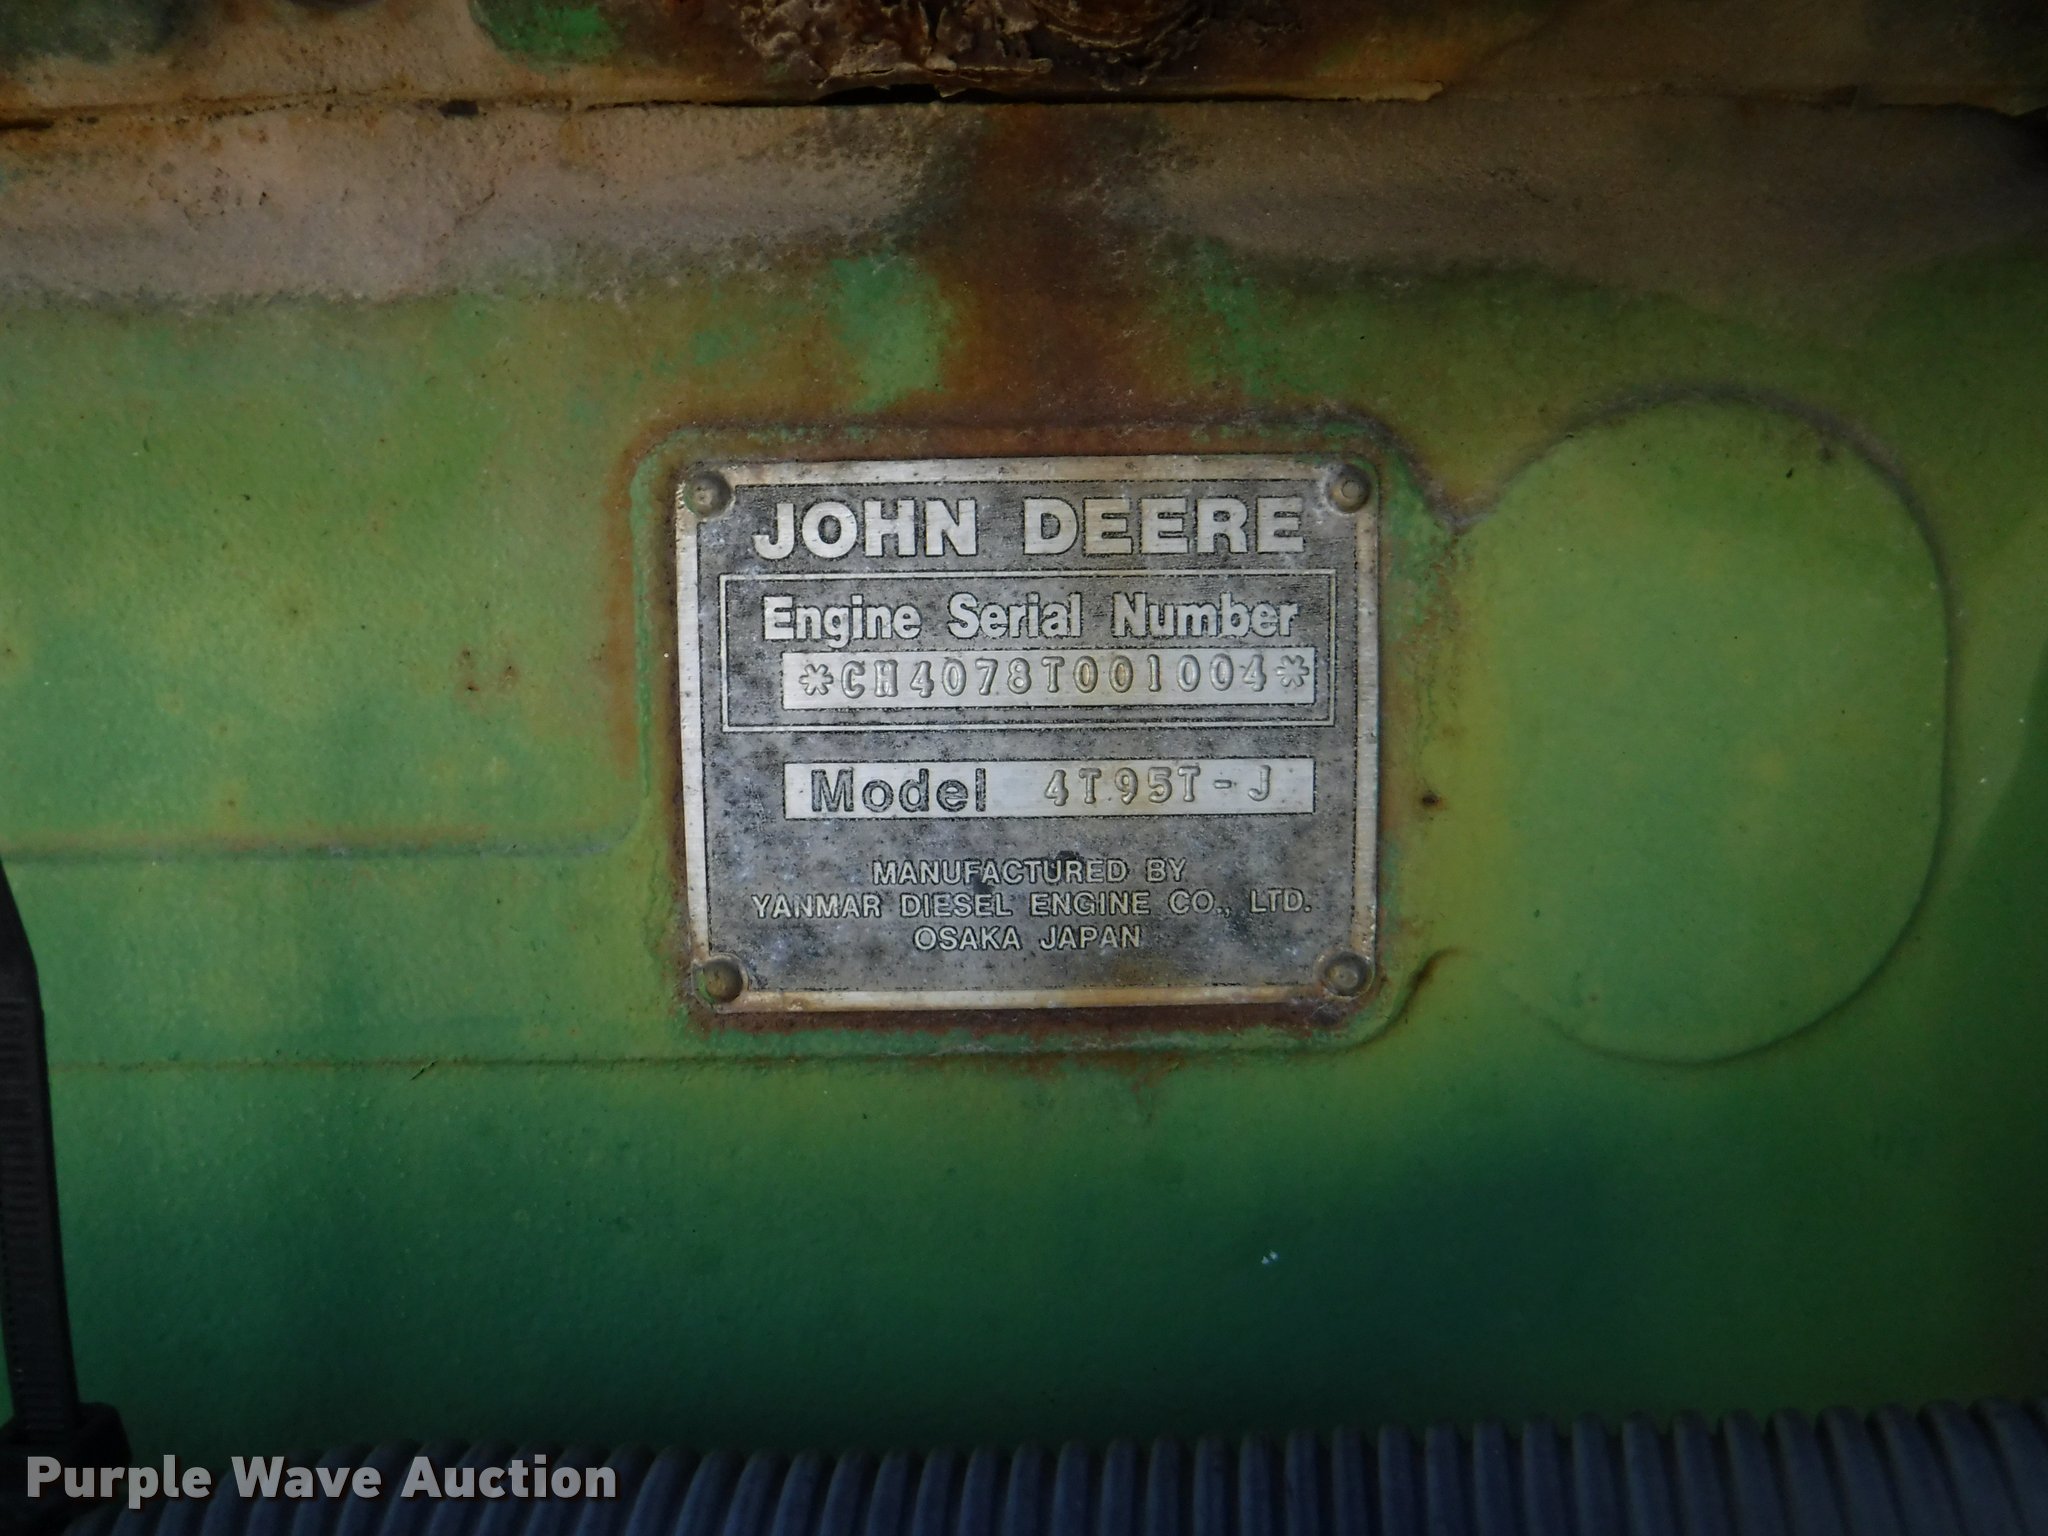 JOHN DEERE
Engine Serial Number
*CH4078T001004*
Model 4T95T-J
MANUFACTURED BY
YANMAR DIESEL ENGINE CO., LTD.
OSAKA JAPAN
Purple Wave Auction